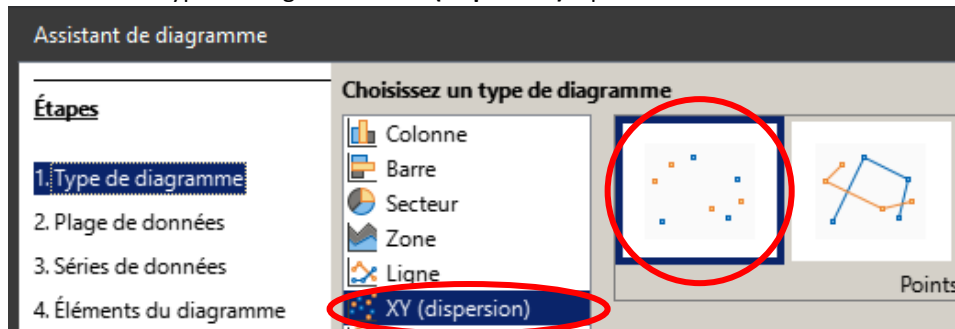 Assistant de diagramme
Étapes
1. Type de diagramme
2. Plage de données
3. Séries de données
4. Éléments du diagramme
Choisissez un type de diagramme
Colonne
Barre
Secteur
Zone
Ligne
XY (dispersion)
Points